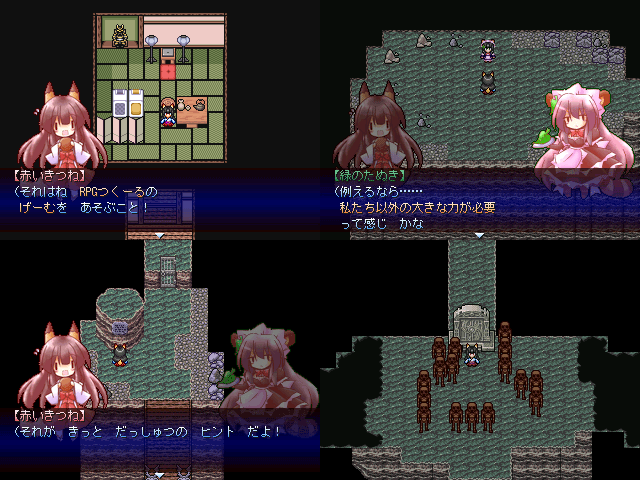 【赤いきつね】
（それはね　RPGつくーるの
げーむを　あそぶこと！
【緑のたぬき】
（例えるなら……
私たち以外の大きな力が必要
って感じ　かな
【赤いきつね】
（それが　きっと　だっしゅつの　ヒント　だよ！